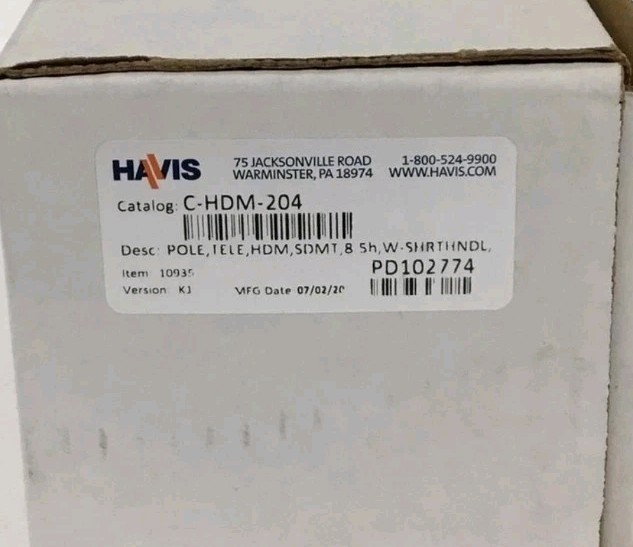 HAVIS
75 JACKSONVILLE ROAD 1-800-524-9900
WARMINSTER, PA 18974 WWW.HAVIS.COM
Catalog: C-HDM-204
Desc: POLE,TELE,HDM,SDMT,8.5h,W-SHRTHNDL,
Item: 10935
PD102774
Version: MFG Date 07/02/20